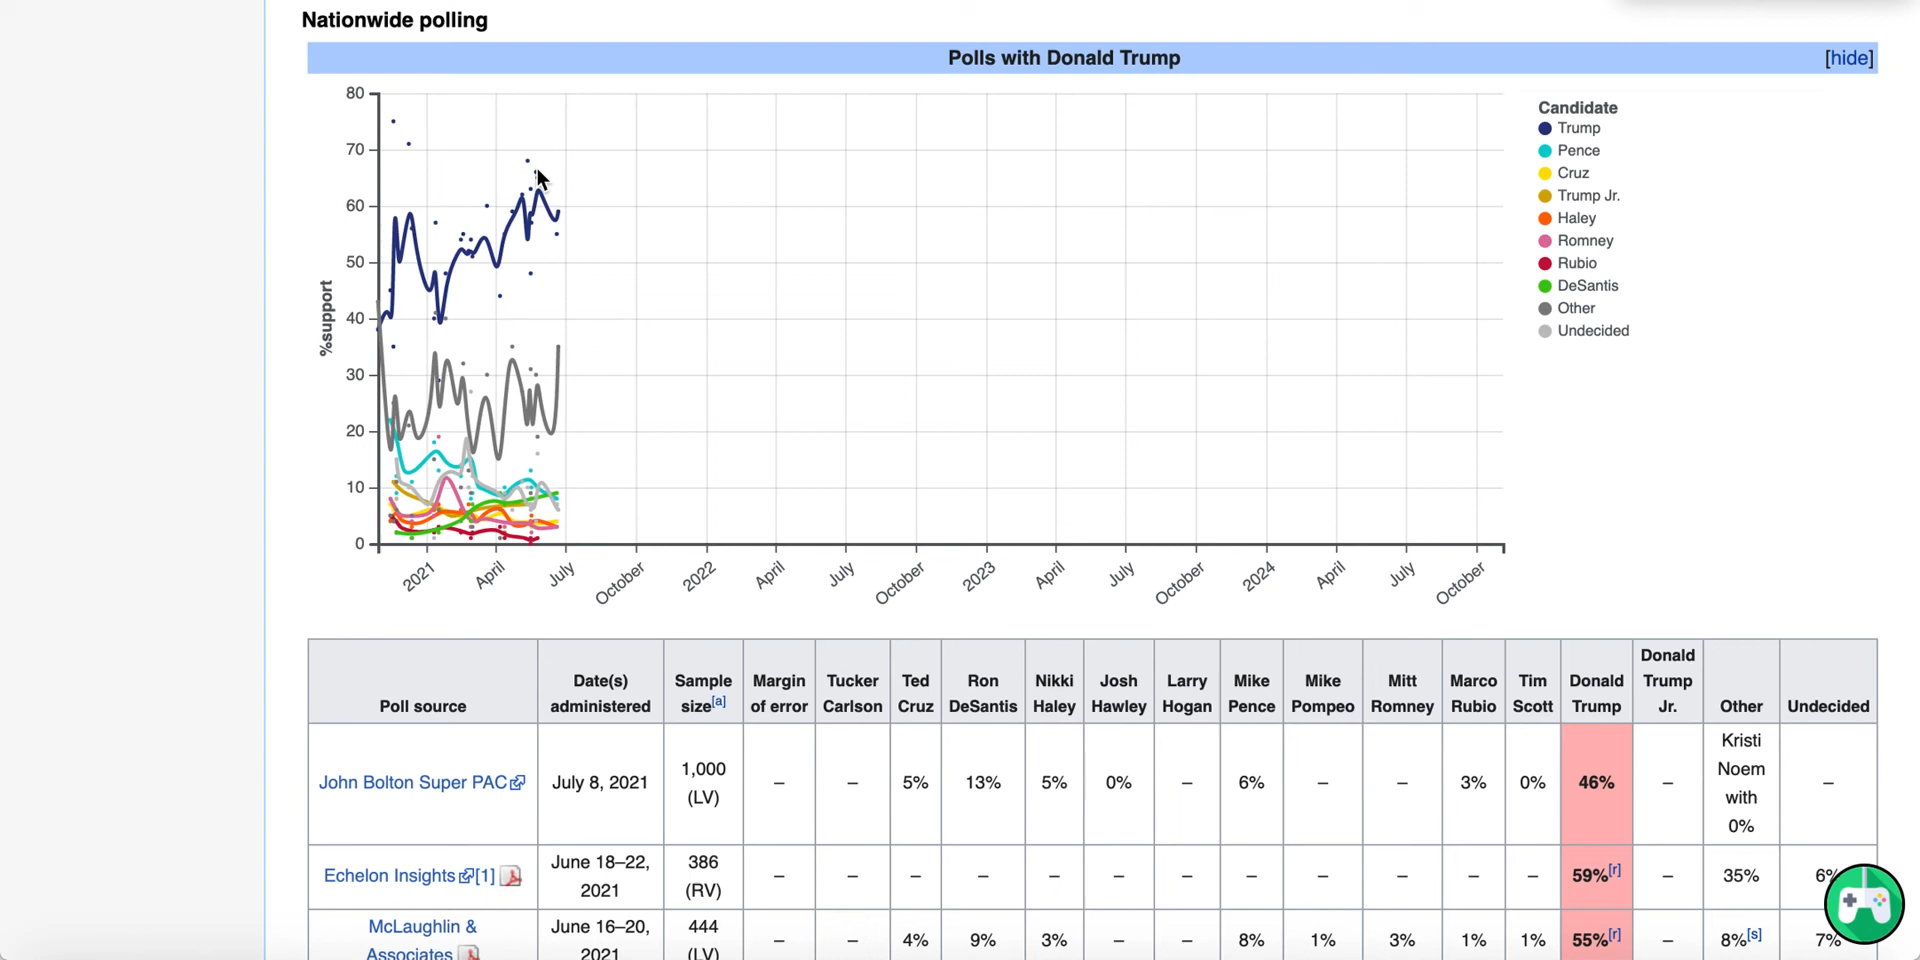 Nationwide polling
Polls with Donald Trump
[hide]
80
70
60
50
40
30
20
10
0
%support
2021
April
July
October
2022
April
July
October
2023
April
July
October
2024
April
July
October
Candidate
Trump
Pence
Cruz
Trump Jr.
Haley
Romney
Rubio
DeSantis
Other
Undecided
Poll source
Date(s)
administered
Sample
size[a]
Margin
of error
Tucker
Carlson
Ted
Cruz
Ron
DeSantis
Nikki
Haley
Josh
Hawley
Larry
Hogan
Mike
Pence
Mike
Pompeo
Mitt
Romney
Marco
Rubio
Tim
Scott
Donald
Trump
Donald
Trump
Jr.
Other
Undecided
John Bolton Super PAC
July 8, 2021
1,000
(LV)
–
–
5%
13%
5%
0%
–
6%
–
–
3%
0%
46%
–
Kristi
Noem
with
0%
–
Echelon Insights [1]
June 18–22,
2021
386
(RV)
–
–
–
–
–
–
–
–
–
–
–
–
59%[r]
–
35%
6%
McLaughlin &
Associates
June 16–20,
2021
444
(LV)
–
–
4%
9%
3%
–
–
8%
1%
3%
1%
1%
55%[r]
–
8%[s]
7%